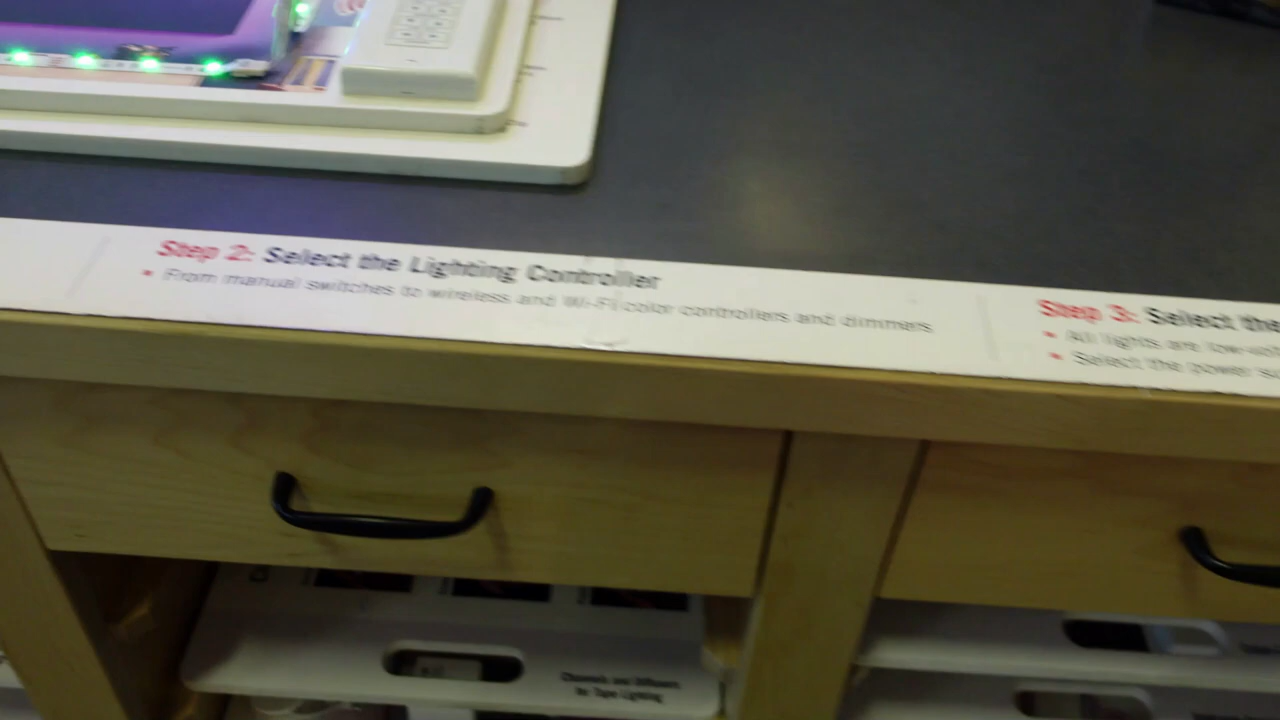 Step 2: Select the Lighting Controller
• From manual switches to wireless and Wi-Fi color controllers and dimmers
Step 3: Select the
• All lights are low-vol
• Select the power su
Channels and Diffusers
for Tape Lighting